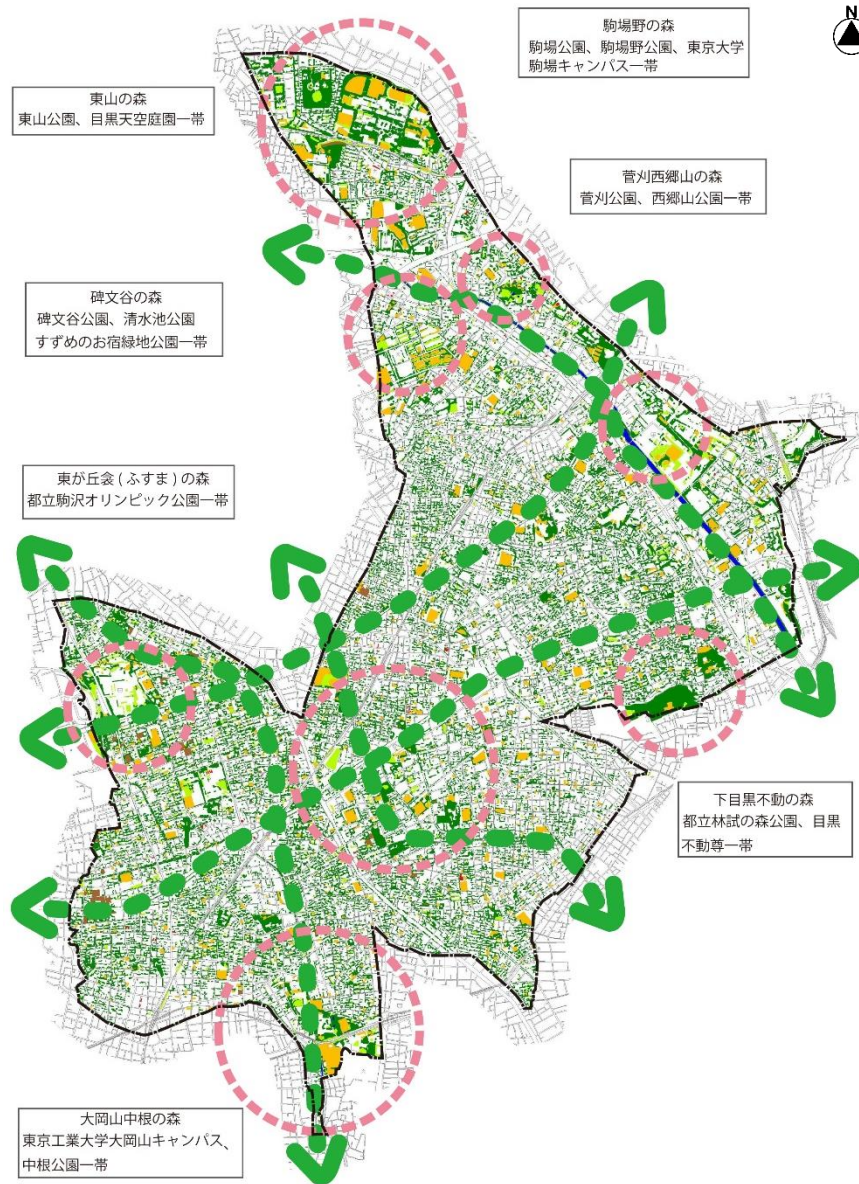 N
駒場野の森
駒場公園、駒場野公園、東京大学
駒場キャンパス一帯
東山の森
東山公園、目黒天空庭園一帯
菅刈西郷山の森
菅刈公園、西郷山公園一帯
碑文谷の森
碑文谷公園、清水池公園
すずめのお宿緑地公園一帯
東が丘衾(ふすま)の森
都立駒沢オリンピック公園一帯
下目黒不動の森
都立林試の森公園、目黒
不動尊一帯
大岡山中根の森
東京工業大学大岡山キャンパス、
中根公園一帯